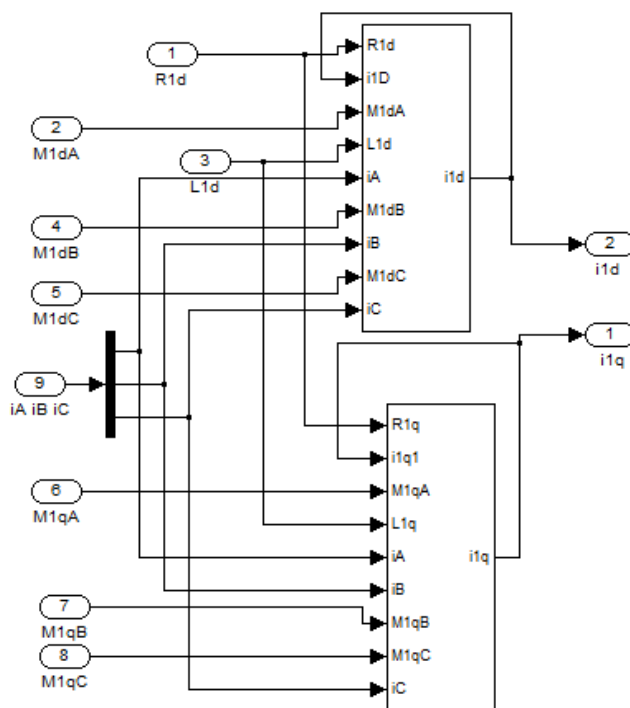 1
R1d
2
M1dA
3
L1d
4
M1dB
5
M1dC
9
iA iB iC
6
M1qA
7
M1qB
8
M1qC
R1d
i1D
M1dA
L1d
iA
M1dB
iB
M1dC
iC
i1d
2
i1d
1
i1q
R1q
i1q1
M1qA
L1q
iA
iB
M1qB
M1qC
iC
i1q